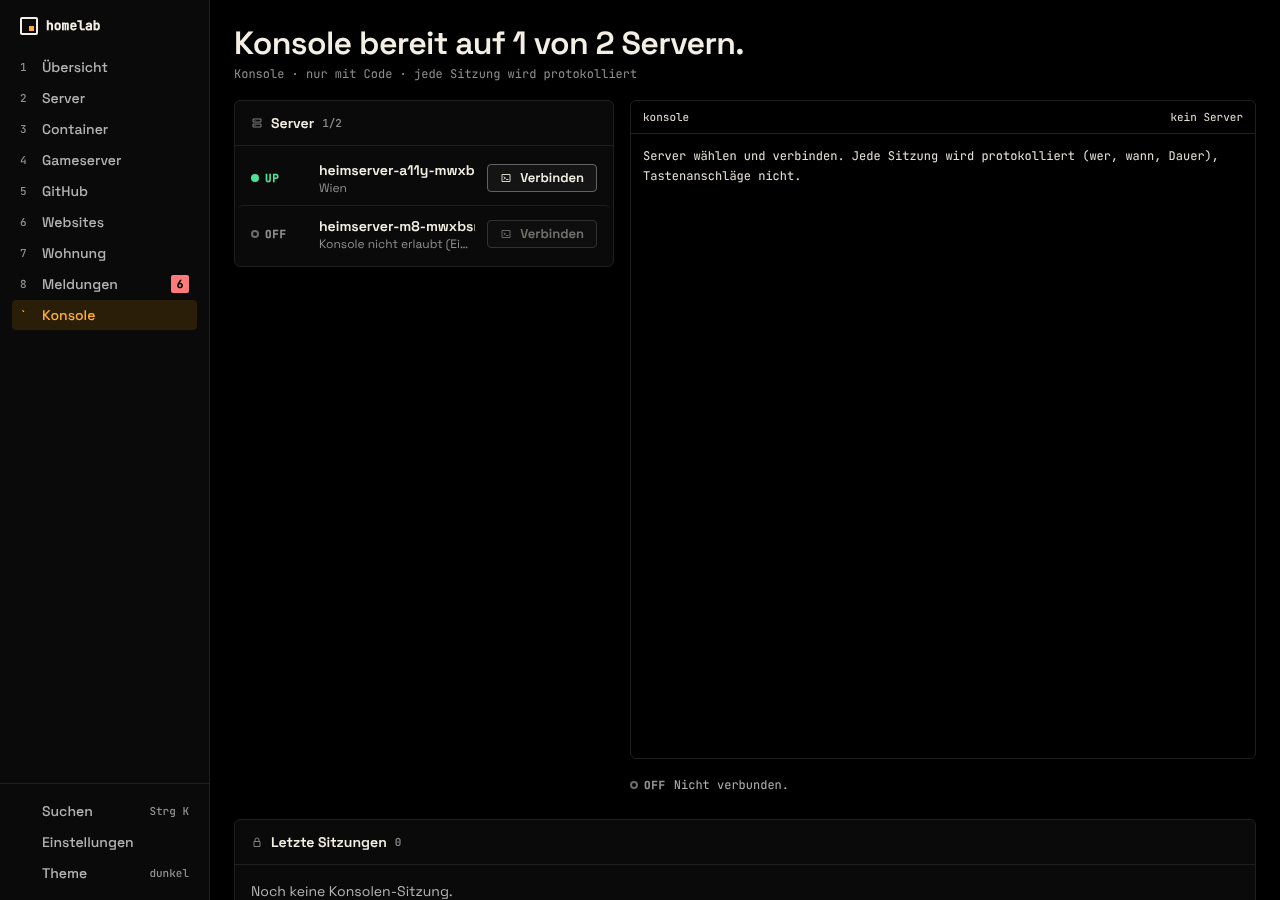 homelab
1 Übersicht
2 Server
3 Container
4 Gameserver
5 GitHub
6 Websites
7 Wohnung
8 Meldungen 6
` Konsole
Suchen Strg K
Einstellungen
Theme dunkel
Konsole bereit auf 1 von 2 Servern.
Konsole · nur mit Code · jede Sitzung wird protokolliert
Server 1/2
UP heimserver-a11y-mwxb Verbinden
Wien
OFF heimserver-m8-mwxbs Verbinden
Konsole nicht erlaubt (Ei…
konsole kein Server
Server wählen und verbinden. Jede Sitzung wird protokolliert (wer, wann, Dauer),
Tastenanschläge nicht.
OFF Nicht verbunden.
Letzte Sitzungen 0
Noch keine Konsolen-Sitzung.